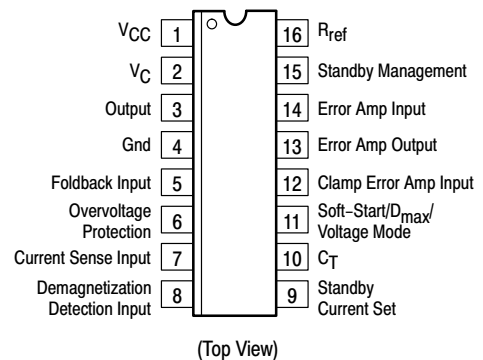 VCC 1
VC 2
Output 3
Gnd 4
Foldback Input 5
Overvoltage
Protection 6
Current Sense Input 7
Demagnetization
Detection Input 8
16 Rref
15 Standby Management
14 Error Amp Input
13 Error Amp Output
12 Clamp Error Amp Input
11 Soft–Start/Dmax/
Voltage Mode
10 CT
9 Standby
Current Set
(Top View)